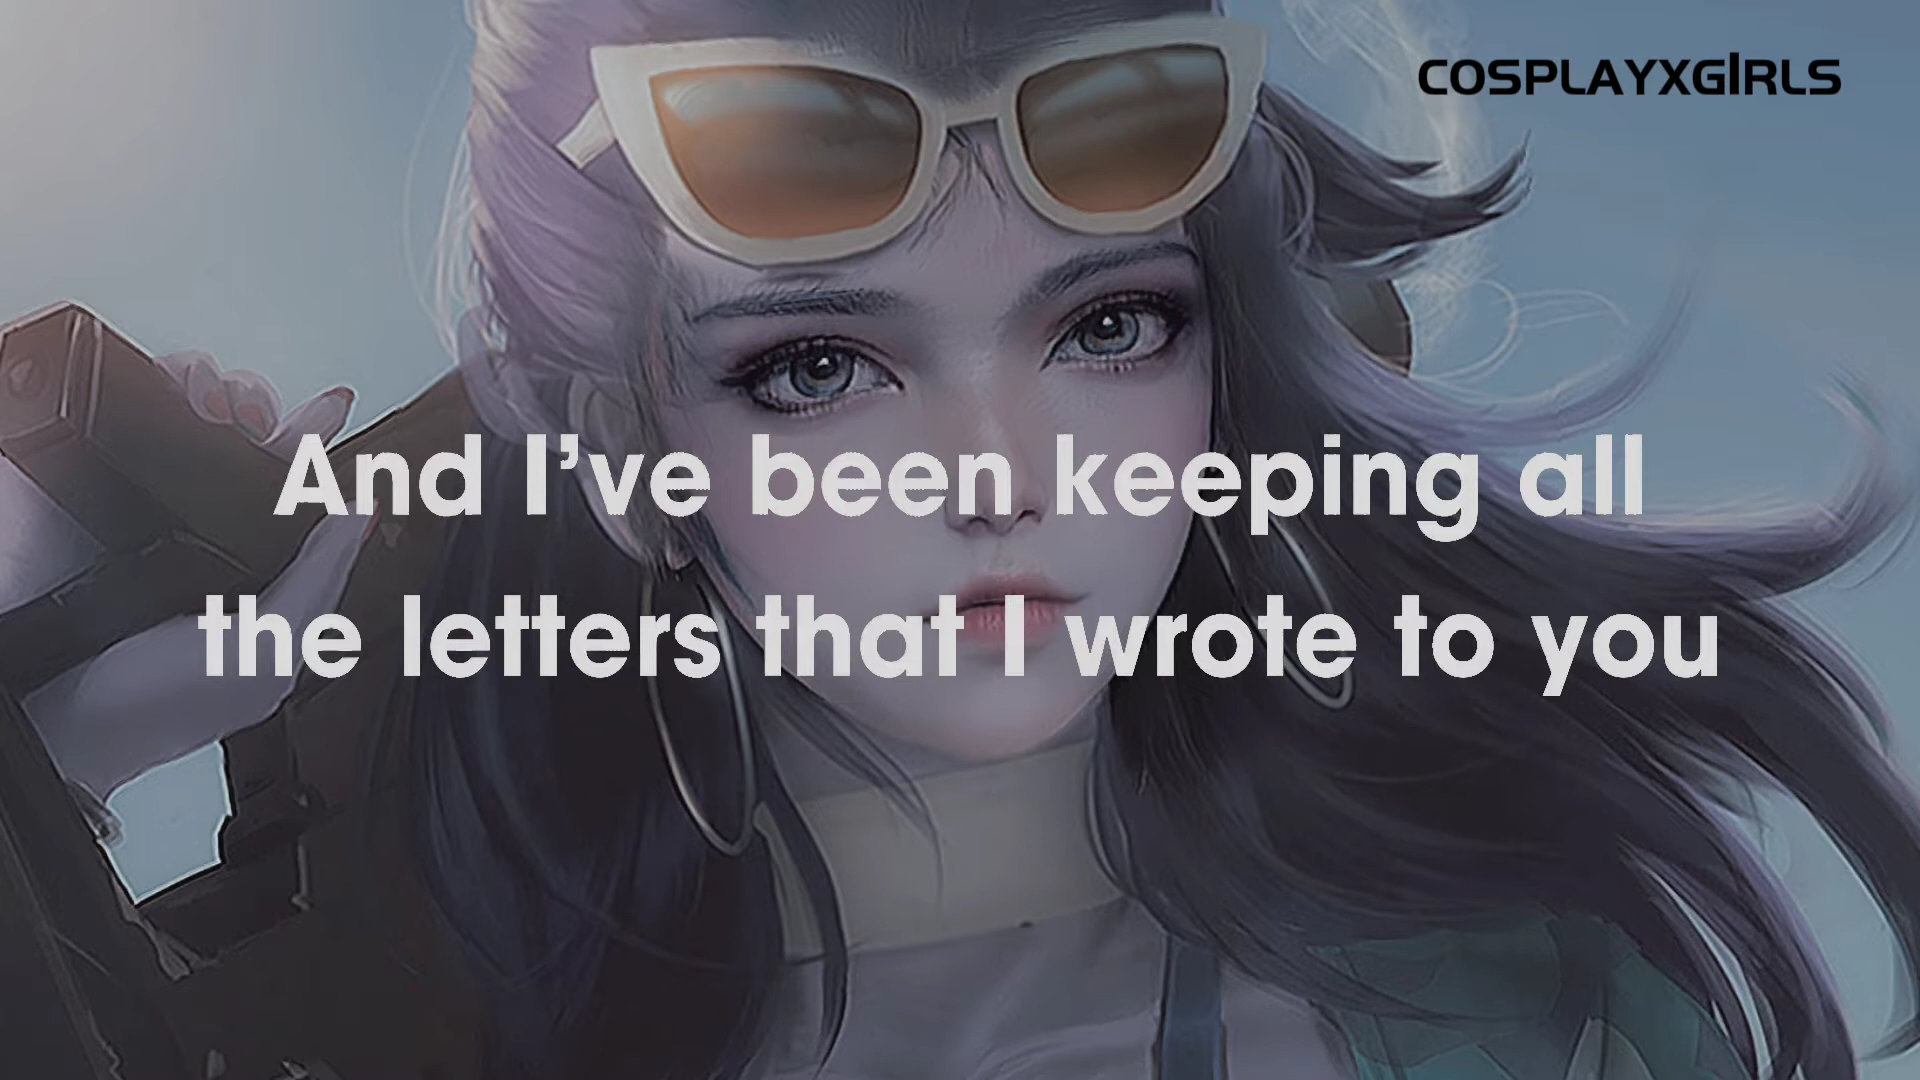 COSPLAYXGIRLS
And I’ve been keeping all
the letters that I wrote to you